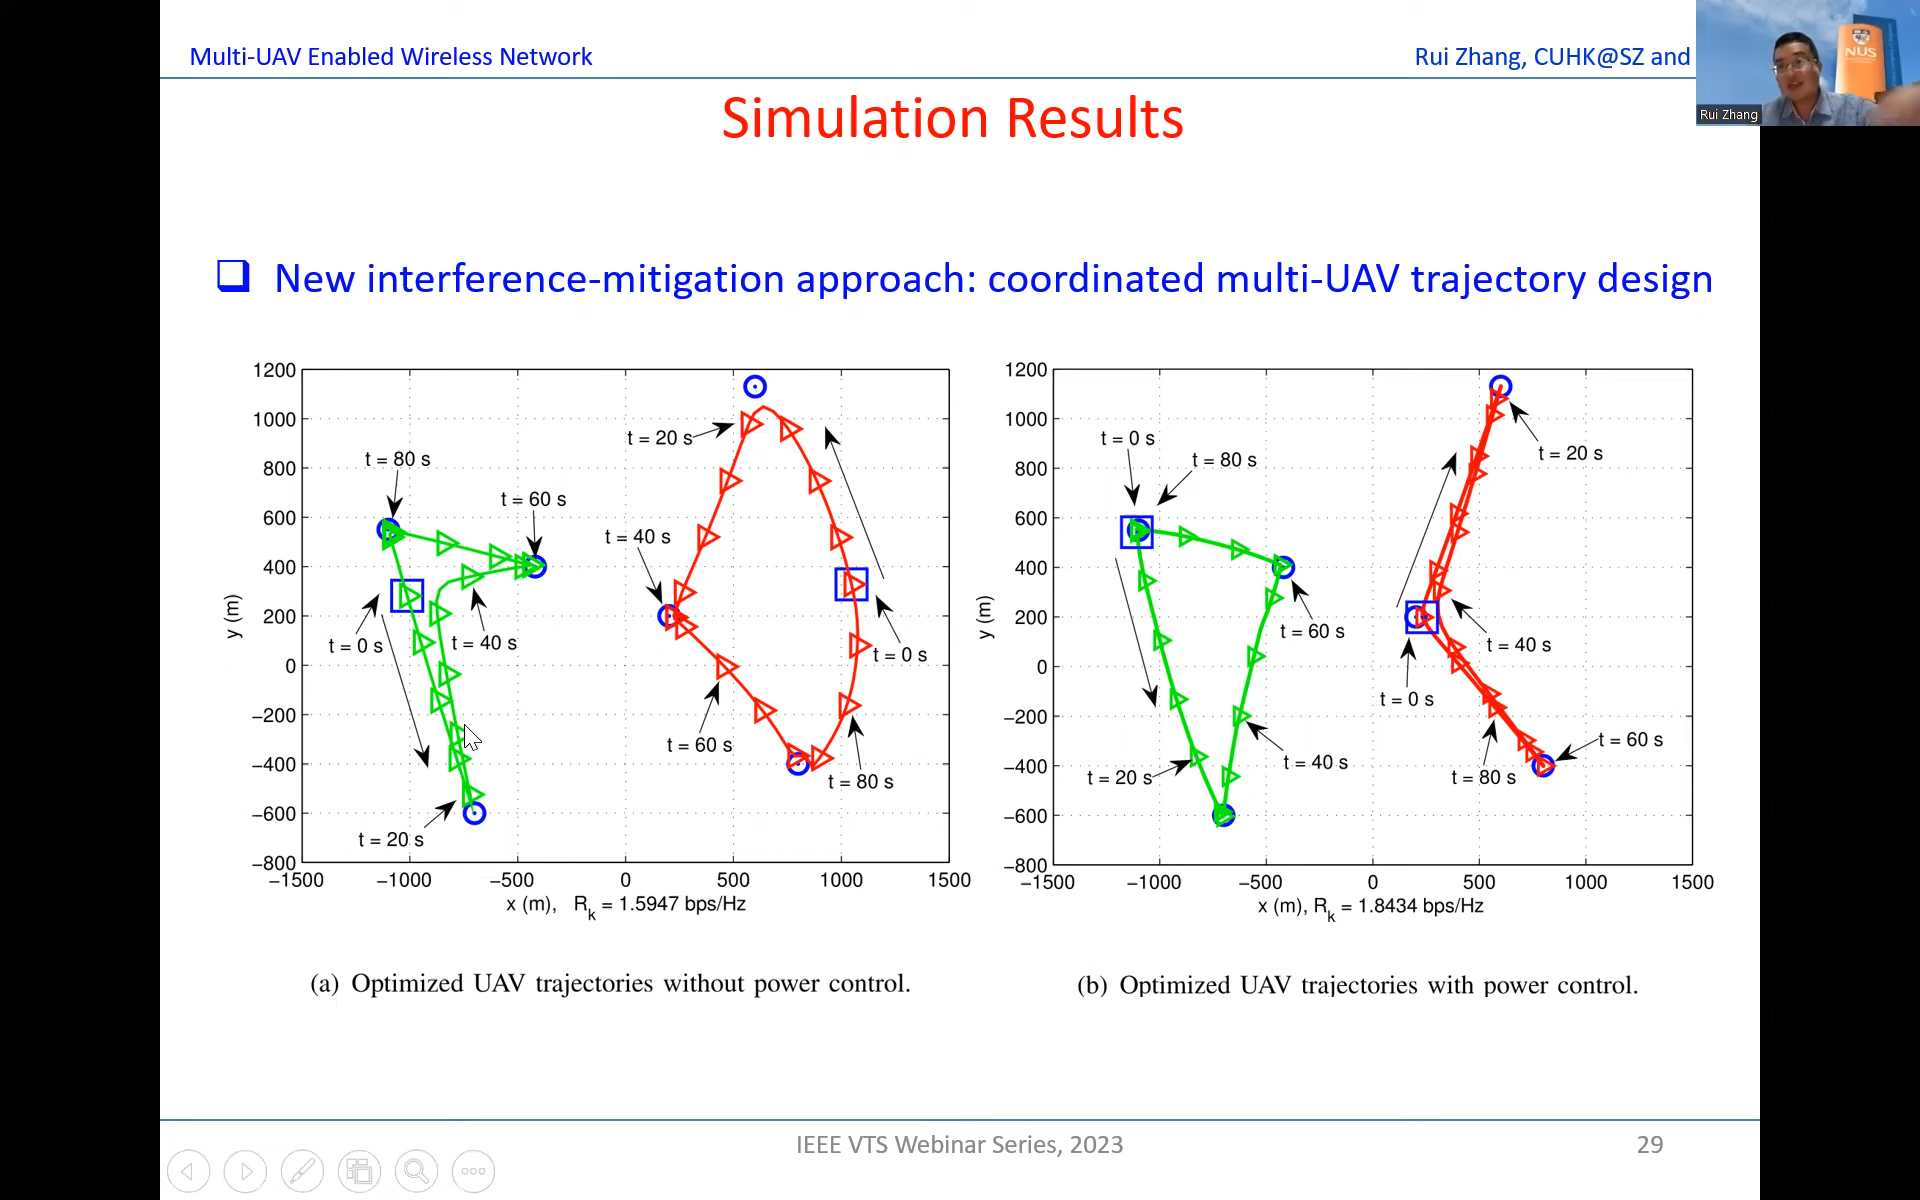 Multi-UAV Enabled Wireless Network
Rui Zhang, CUHK@SZ and
NUS
Rui Zhang
Simulation Results
New interference-mitigation approach: coordinated multi-UAV trajectory design
1200
1000
800
600
400
200
0
−200
−400
−600
−800
y (m)
t = 80 s
t = 60 s
t = 0 s
t = 40 s
t = 20 s
t = 20 s
t = 40 s
t = 60 s
t = 0 s
t = 80 s
−1500 −1000 −500 0 500 1000 1500
x (m), Rk = 1.5947 bps/Hz
(a) Optimized UAV trajectories without power control.
1200
1000
800
600
400
200
0
−200
−400
−600
−800
y (m)
t = 0 s
t = 80 s
t = 60 s
t = 20 s
t = 40 s
t = 20 s
t = 40 s
t = 0 s
t = 60 s
t = 80 s
−1500 −1000 −500 0 500 1000 1500
x (m), Rk = 1.8434 bps/Hz
(b) Optimized UAV trajectories with power control.
IEEE VTS Webinar Series, 2023
29